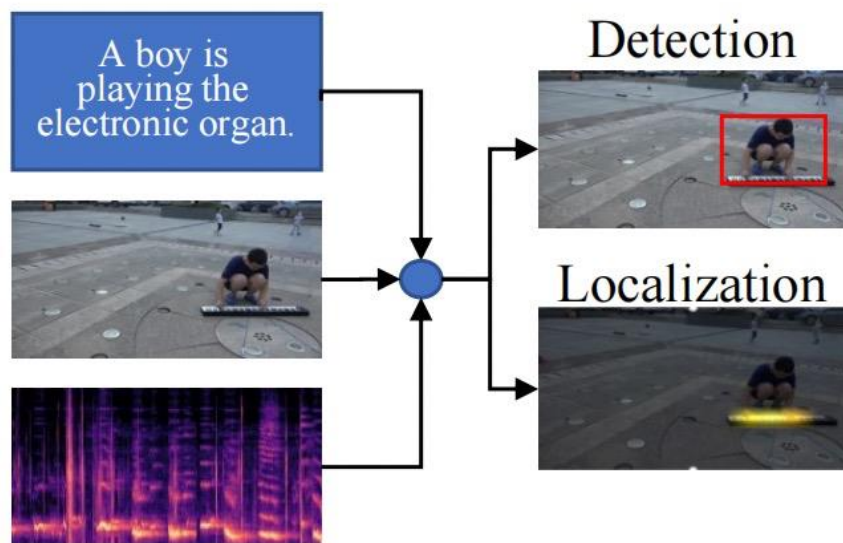 A boy is
playing the
electronic organ.
Detection
Localization